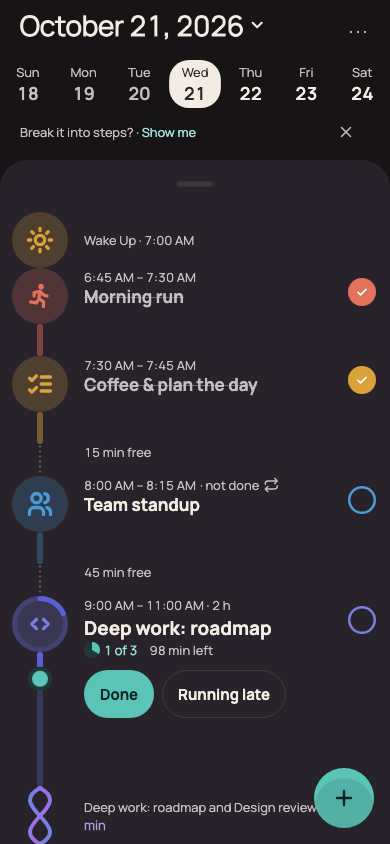 October 21, 2026
...
Sun Mon Tue Wed Thu Fri Sat
18 19 20 21 22 23 24
Break it into steps? · Show me
Wake Up · 7:00 AM
6:45 AM – 7:30 AM
Morning run
7:30 AM – 7:45 AM
Coffee & plan the day
15 min free
8:00 AM – 8:15 AM · not done
Team standup
45 min free
9:00 AM – 11:00 AM · 2 h
Deep work: roadmap
1 of 3 98 min left
Done Running late
Deep work: roadmap and Design review
min